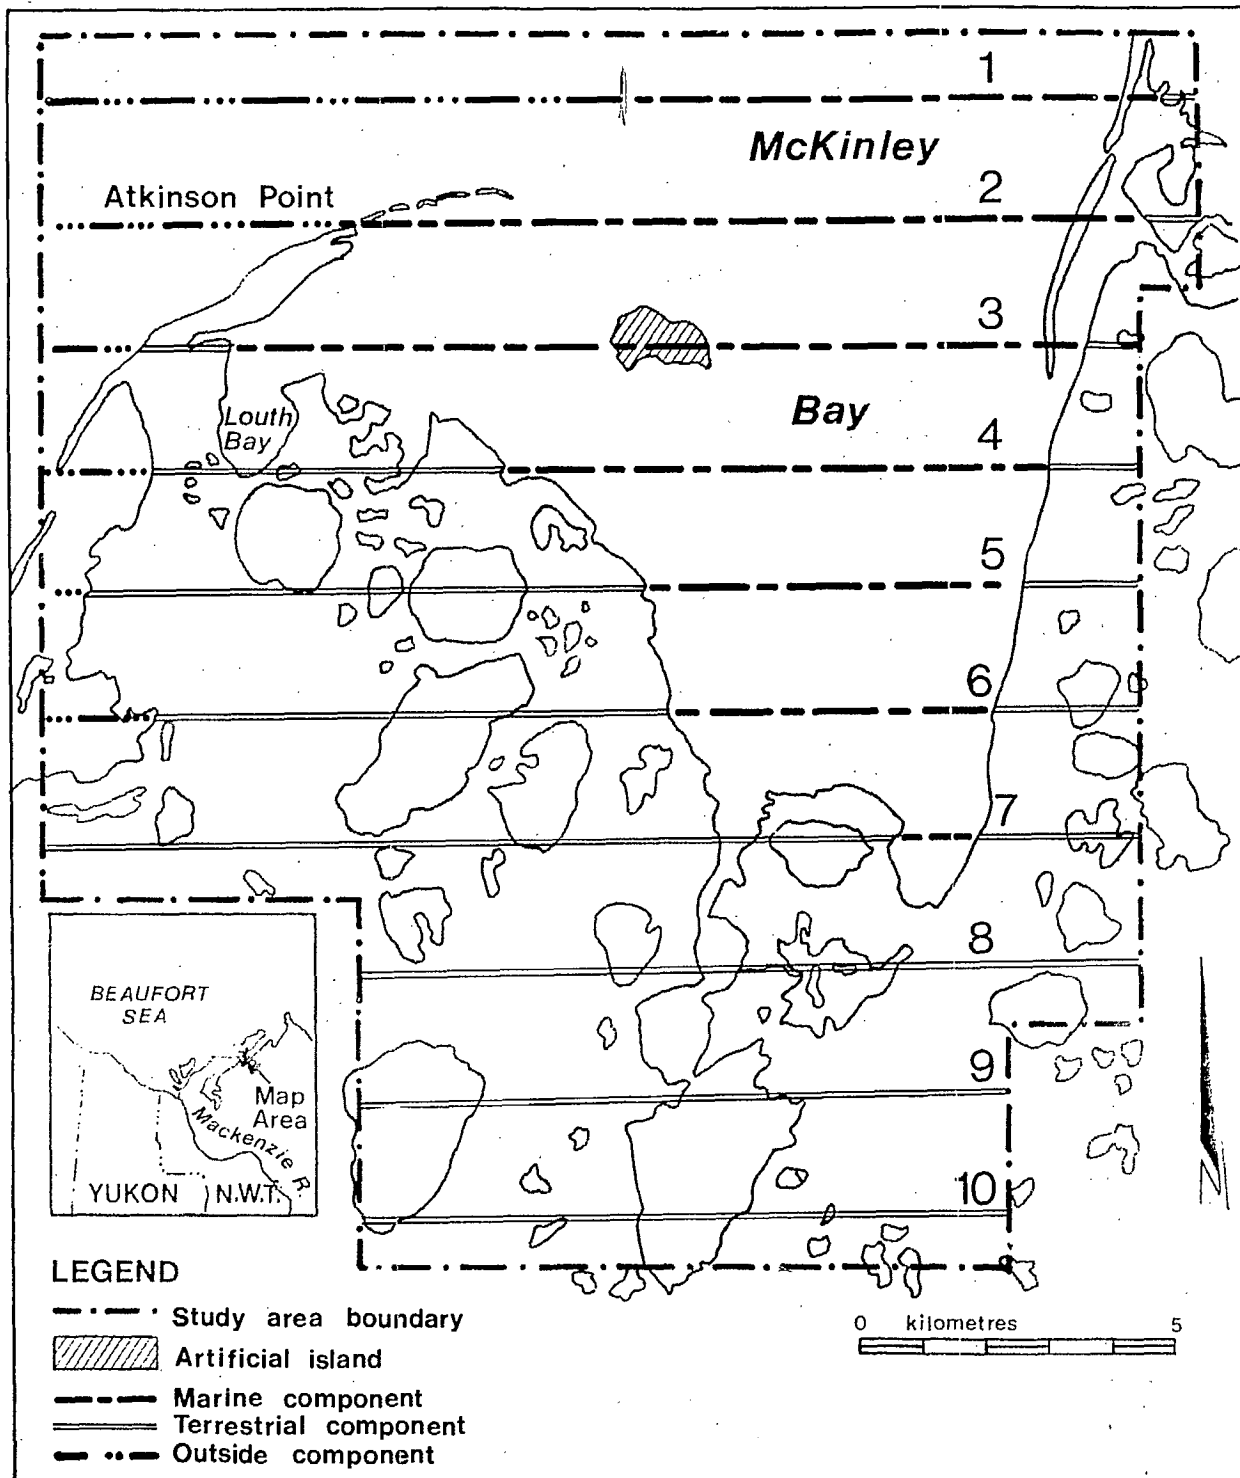 1
McKinley
Atkinson Point
2
3
Bay
Louth
Bay
4
5
6
7
8
9
10
BEAUFORT
SEA
Map
Area
Mackenzie R.
YUKON
N.W.T.
N
LEGEND
Study area boundary
Artificial island
Marine component
Terrestrial component
Outside component
0 kilometres 5